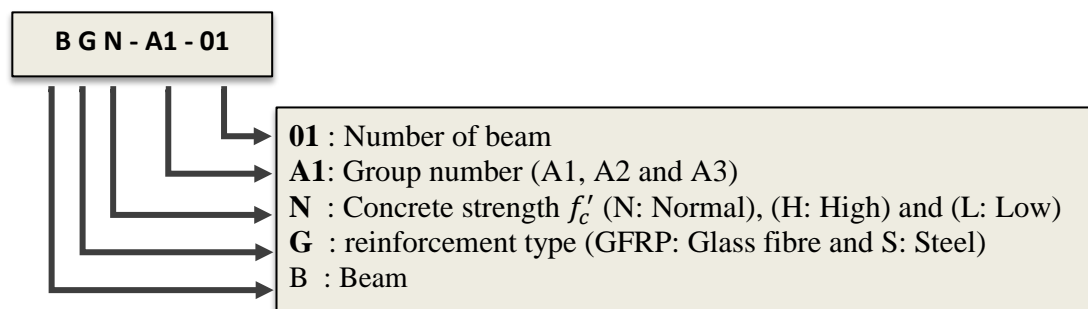 B G N - A1 - 01
01 : Number of beam
A1: Group number (A1, A2 and A3)
N : Concrete strength f′c (N: Normal), (H: High) and (L: Low)
G : reinforcement type (GFRP: Glass fibre and S: Steel)
B : Beam